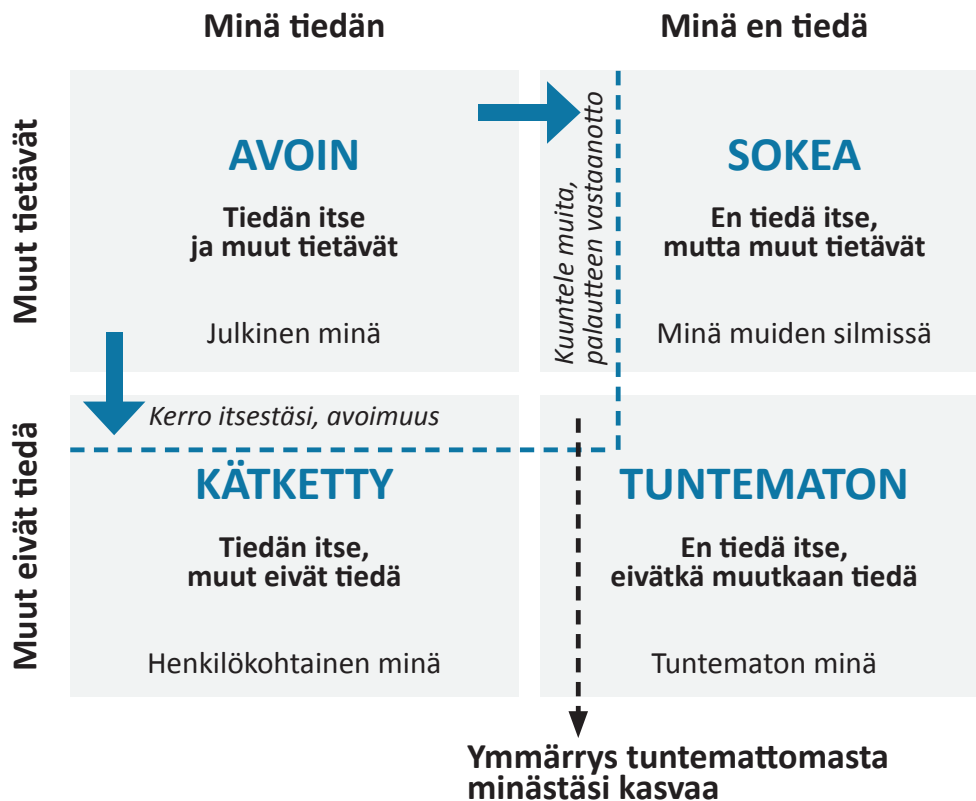 Minä tiedän
Minä en tiedä
Muut tietävät
AVOIN
Tiedän itse
ja muut tietävät
Julkinen minä
Kuuntele muita,
palautteen vastaanotto
SOKEA
En tiedä itse,
mutta muut tietävät
Minä muiden silmissä
Muut eivät tiedä
Kerro itsestäsi, avoimuus
KÄTKETTY
Tiedän itse,
muut eivät tiedä
Henkilökohtainen minä
TUNTEMATON
En tiedä itse,
eivätkä muutkaan tiedä
Tuntematon minä
Ymmärrys tuntemattomasta
minästäsi kasvaa